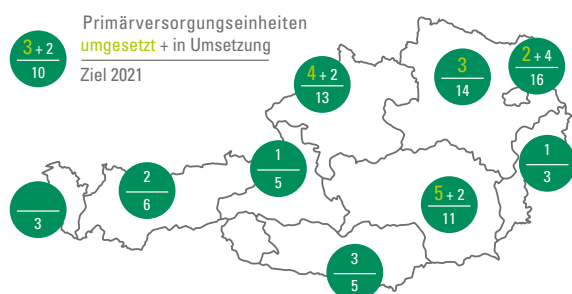 Primärversorgungseinheiten
umgesetzt + in Umsetzung
Ziel 2021
3 + 2
10
4 + 2
13
3
14
2 + 4
16
1
3
1
5
2
6
3
5 + 2
11
3
5